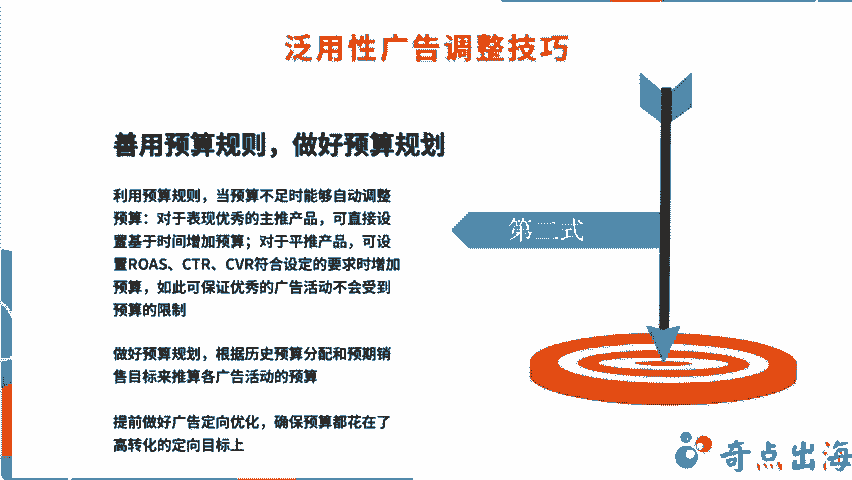 泛用性广告调整技巧
善用预算规则，做好预算规划
利用预算规则，当预算不足时能够自动调整
预算：对于表现优秀的主推产品，可直接设
置基于时间增加预算；对于平推产品，可设
置ROAS、CTR、CVR符合设定的要求时增加
预算，如此可保证优秀的广告活动不会受到
预算的限制
做好预算规划，根据历史预算分配和预期销
售目标来推算各广告活动的预算
提前做好广告定向优化，确保预算都花在了
高转化的定向目标上
第二式
奇点出海